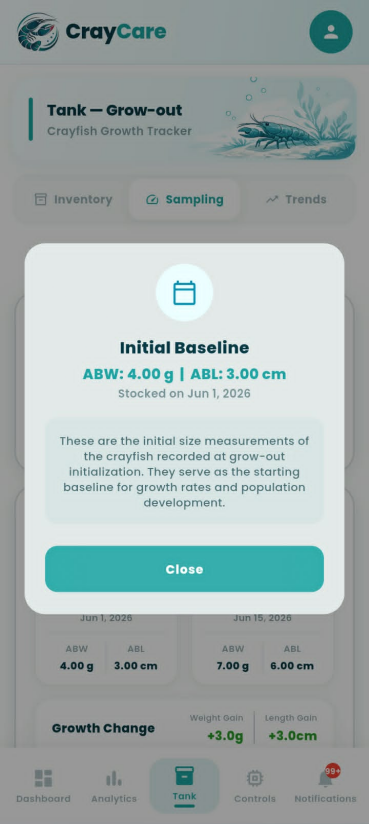 CrayCare
Tank — Grow-out
Crayfish Growth Tracker
Inventory
Sampling
Trends
Initial Baseline
ABW: 4.00 g | ABL: 3.00 cm
Stocked on Jun 1, 2026
These are the initial size measurements of
the crayfish recorded at grow-out
initialization. They serve as the starting
baseline for growth rates and population
development.
Close
Jun 1, 2026
Jun 15, 2026
ABW
ABL
ABW
ABL
4.00 g
3.00 cm
7.00 g
6.00 cm
Growth Change
Weight Gain
Length Gain
+3.0g
+3.0cm
99+
Dashboard
Analytics
Tank
Controls
Notifications